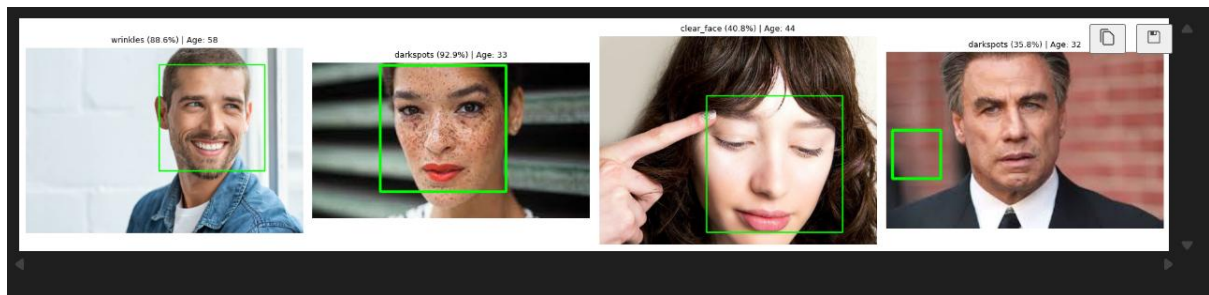 wrinkles (88.6%) | Age: 58
darkspots (92.9%) | Age: 33
clear_face (40.8%) | Age: 44
darkspots (35.8%) | Age: 32